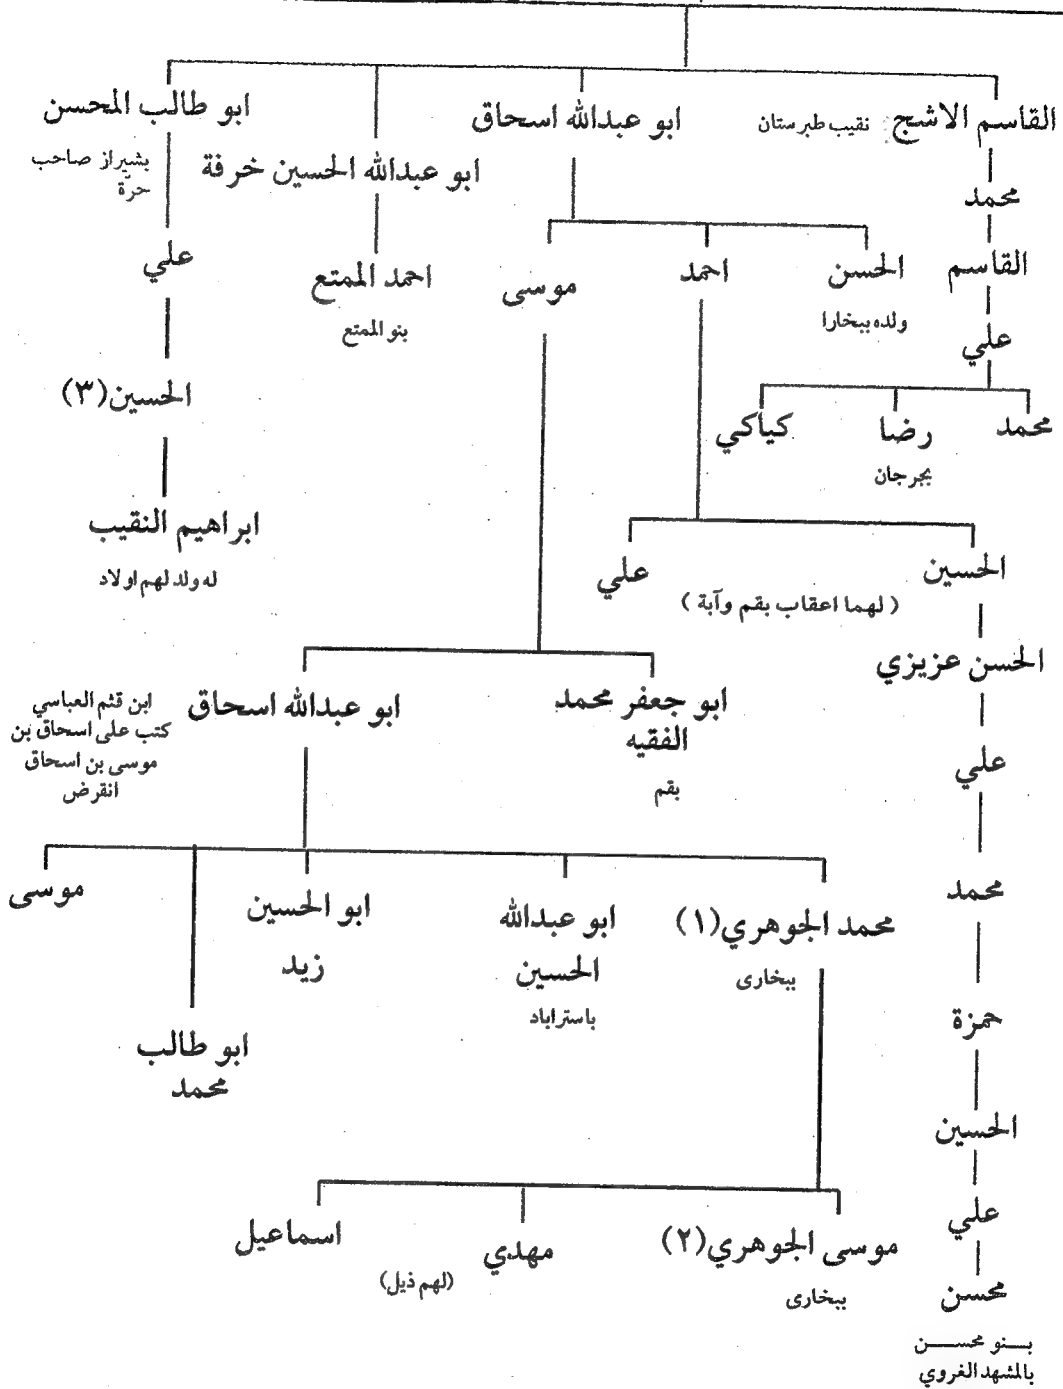 القاسم الاشج نقيب طبرستان
ابو عبدالله اسحاق
ابو عبدالله الحسين خرفة
ابو طالب المحسن
بشيراز صاحب
حرّة
محمد
القاسم
علي
محمد
رضا
بجرجان
كياكي
الحسن
ولده ببخارا
احمد
موسى
احمد الممتع
بنو الممتع
علي
الحسين (٣)
ابراهيم النقيب
له ولد لهم اولاد
الحسين
علي
( لهما اعقاب بقم وآبة )
الحسن عزيزي
علي
محمد
حمزة
الحسين
علي
محسن
بنو محسن
بالمشهد الغروي
ابو جعفر محمد
الفقيه
بقم
ابو عبدالله اسحاق
ابن قثم العباسي
كتب على اسحاق بن
موسى بن اسحاق
انقرض
محمد الجوهري (١)
ببخارى
ابو عبدالله
الحسين
باستراباد
ابو الحسين
زيد
ابو طالب
محمد
موسى
موسى الجوهري (٢)
ببخارى
مهدي
اسماعيل
(لهم ذيل)